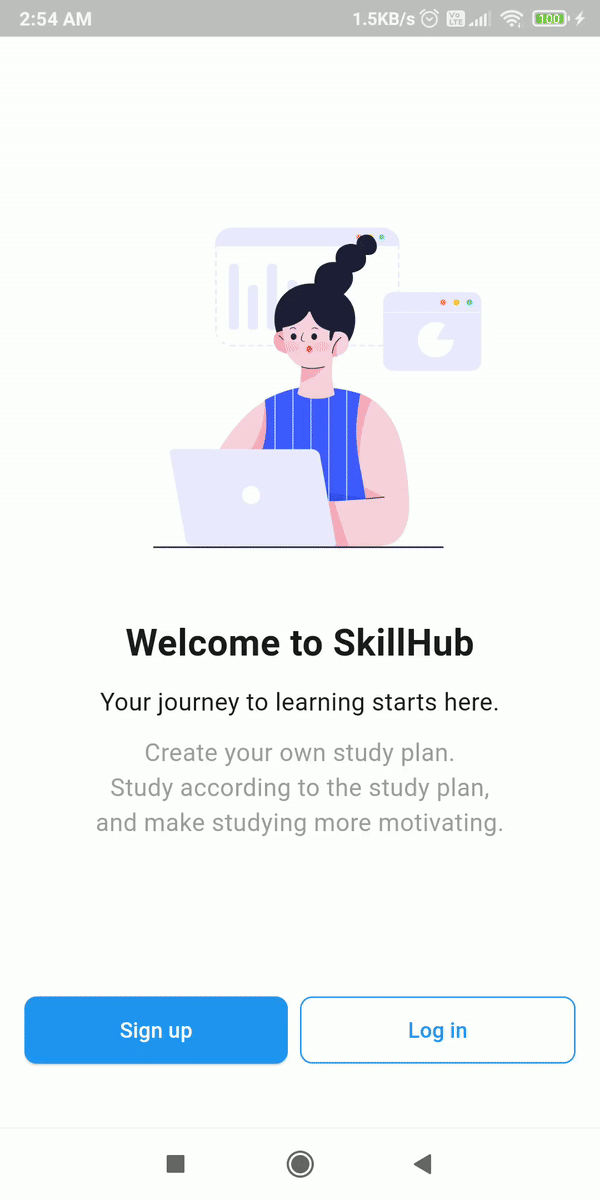 2:54 AM 1.5KB/s Vo LTE 100
Welcome to SkillHub
Your journey to learning starts here.
Create your own study plan.
Study according to the study plan,
and make studying more motivating.
Sign up Log in